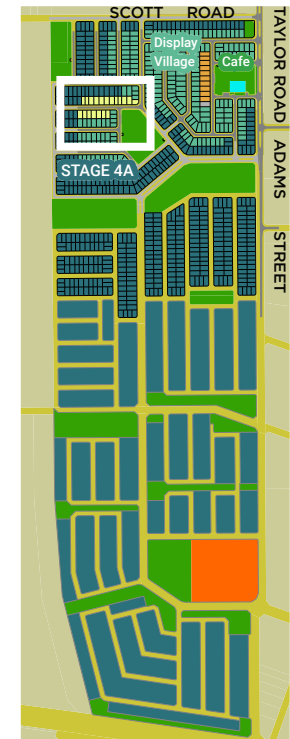 SCOTT ROAD
TAYLOR ROAD
Display
Village
Cafe
ADAMS STREET
STAGE 4A